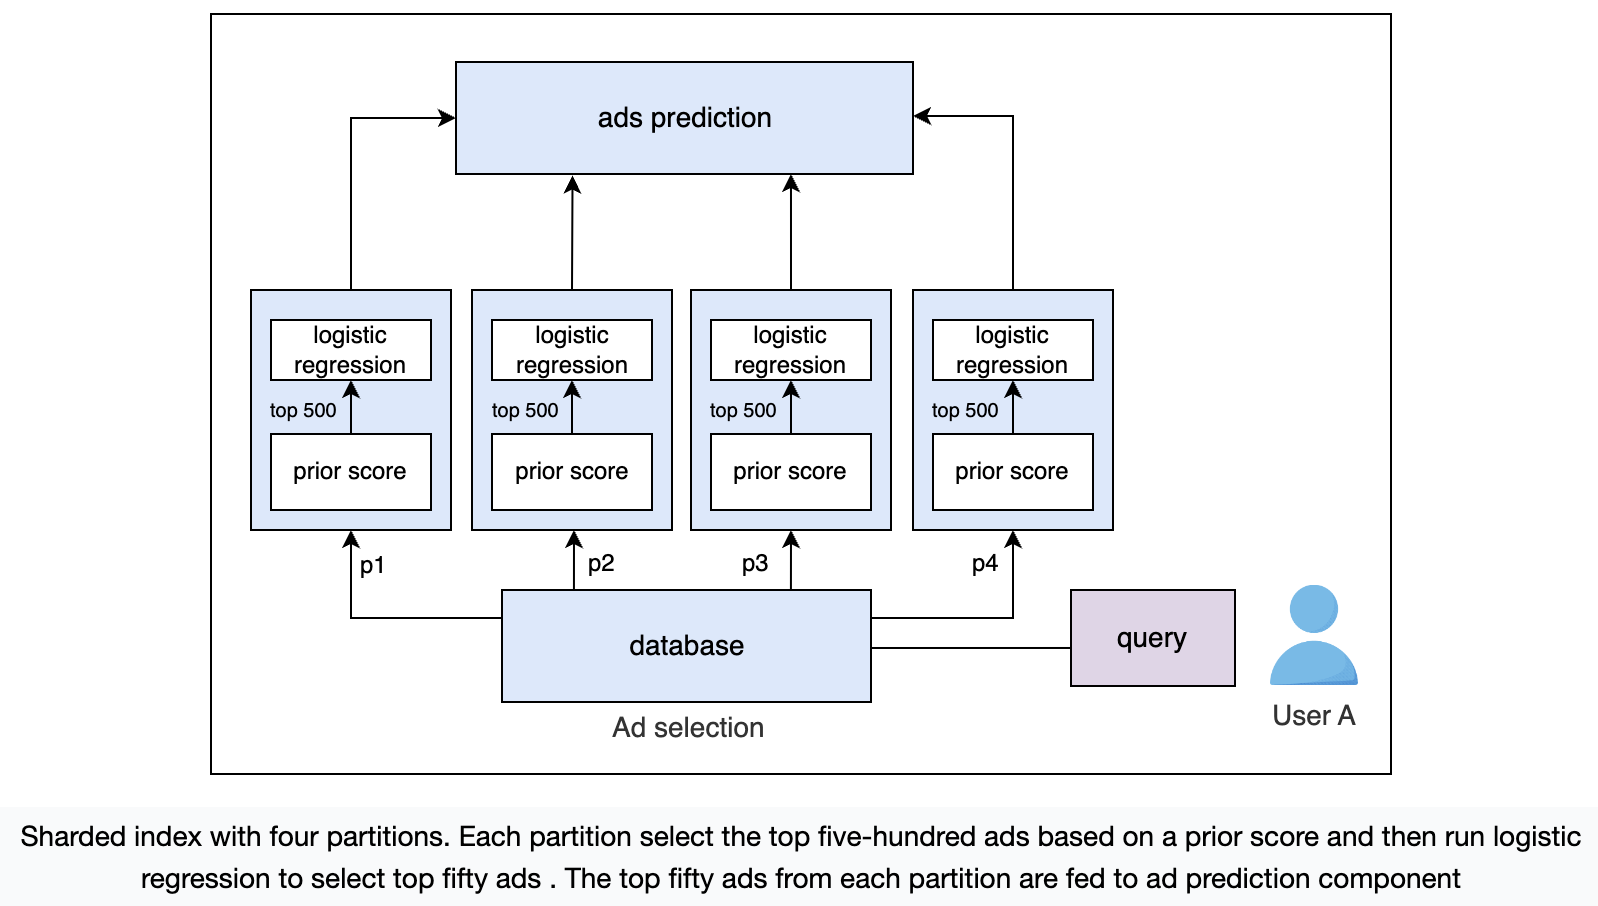 ads prediction
logistic
regression
logistic
regression
logistic
regression
logistic
regression
top 500
top 500
top 500
top 500
prior score
prior score
prior score
prior score
p1
p2
p3
p4
database
query
Ad selection
User A
Sharded index with four partitions. Each partition select the top five-hundred ads based on a prior score and then run logistic
regression to select top fifty ads . The top fifty ads from each partition are fed to ad prediction component